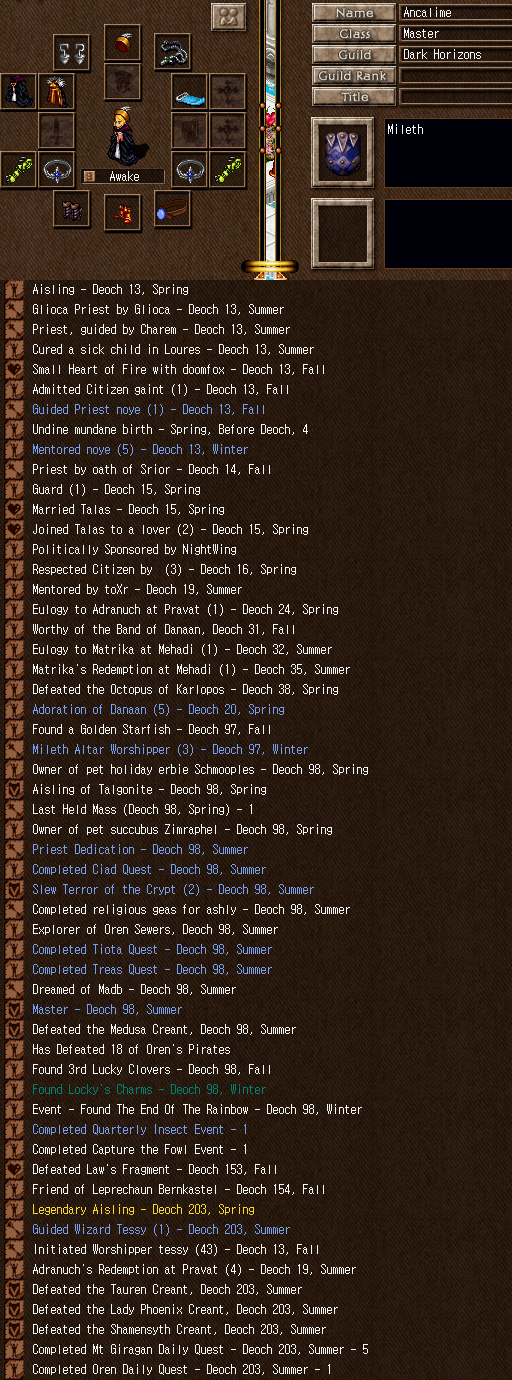 Name Ancalime
Class Master
Guild Dark Horizons
Guild Rank
Title
Mileth
Awake
Aisling - Deoch 13, Spring
Glioca Priest by Glioca - Deoch 13, Summer
Priest, guided by Charem - Deoch 13, Summer
Cured a sick child in Loures - Deoch 13, Summer
Small Heart of Fire with doomfox - Deoch 13, Fall
Admitted Citizen gaint (1) - Deoch 13, Fall
Guided Priest noye (1) - Deoch 13, Fall
Undine mundane birth - Spring, Before Deoch, 4
Mentored noye (5) - Deoch 13, Winter
Priest by oath of Srior - Deoch 14, Fall
Guard (1) - Deoch 15, Spring
Married Talas - Deoch 15, Spring
Joined Talas to a lover (2) - Deoch 15, Spring
Politically Sponsored by NightWing
Respected Citizen by  (3) - Deoch 16, Spring
Mentored by toXr - Deoch 19, Summer
Eulogy to Adranuch at Pravat (1) - Deoch 24, Spring
Worthy of the Band of Danaan, Deoch 31, Fall
Eulogy to Matrika at Mehadi (1) - Deoch 32, Summer
Matrika's Redemption at Mehadi (1) - Deoch 35, Summer
Defeated the Octopus of Karlopos - Deoch 38, Spring
Adoration of Danaan (5) - Deoch 20, Spring
Found a Golden Starfish - Deoch 97, Fall
Mileth Altar Worshipper (3) - Deoch 97, Winter
Owner of pet holiday erbie Schmooples - Deoch 98, Spring
Aisling of Talgonite - Deoch 98, Spring
Last Held Mass (Deoch 98, Spring) - 1
Owner of pet succubus Zimraphel - Deoch 98, Spring
Priest Dedication - Deoch 98, Summer
Completed Ciad Quest - Deoch 98, Summer
Slew Terror of the Crypt (2) - Deoch 98, Summer
Completed religious geas for ashly - Deoch 98, Summer
Explorer of Oren Sewers, Deoch 98, Summer
Completed Tiota Quest - Deoch 98, Summer
Completed Treas Quest - Deoch 98, Summer
Dreamed of Madb - Deoch 98, Summer
Master - Deoch 98, Summer
Defeated the Medusa Creant, Deoch 98, Summer
Has Defeated 18 of Oren's Pirates
Found 3rd Lucky Clovers - Deoch 98, Fall
Found Locky's Charms - Deoch 98, Winter
Event - Found The End Of The Rainbow - Deoch 98, Winter
Completed Quarterly Insect Event - 1
Completed Capture the Fowl Event - 1
Defeated Law's Fragment - Deoch 153, Fall
Friend of Leprechaun Bernkastel - Deoch 154, Fall
Legendary Aisling - Deoch 203, Spring
Guided Wizard Tessy (1) - Deoch 203, Summer
Initiated Worshipper tessy (43) - Deoch 13, Fall
Adranuch's Redemption at Pravat (4) - Deoch 19, Summer
Defeated the Tauren Creant, Deoch 203, Summer
Defeated the Lady Phoenix Creant, Deoch 203, Summer
Defeated the Shamensyth Creant, Deoch 203, Summer
Completed Mt Giragan Daily Quest - Deoch 203, Summer - 5
Completed Oren Daily Quest - Deoch 203, Summer - 1